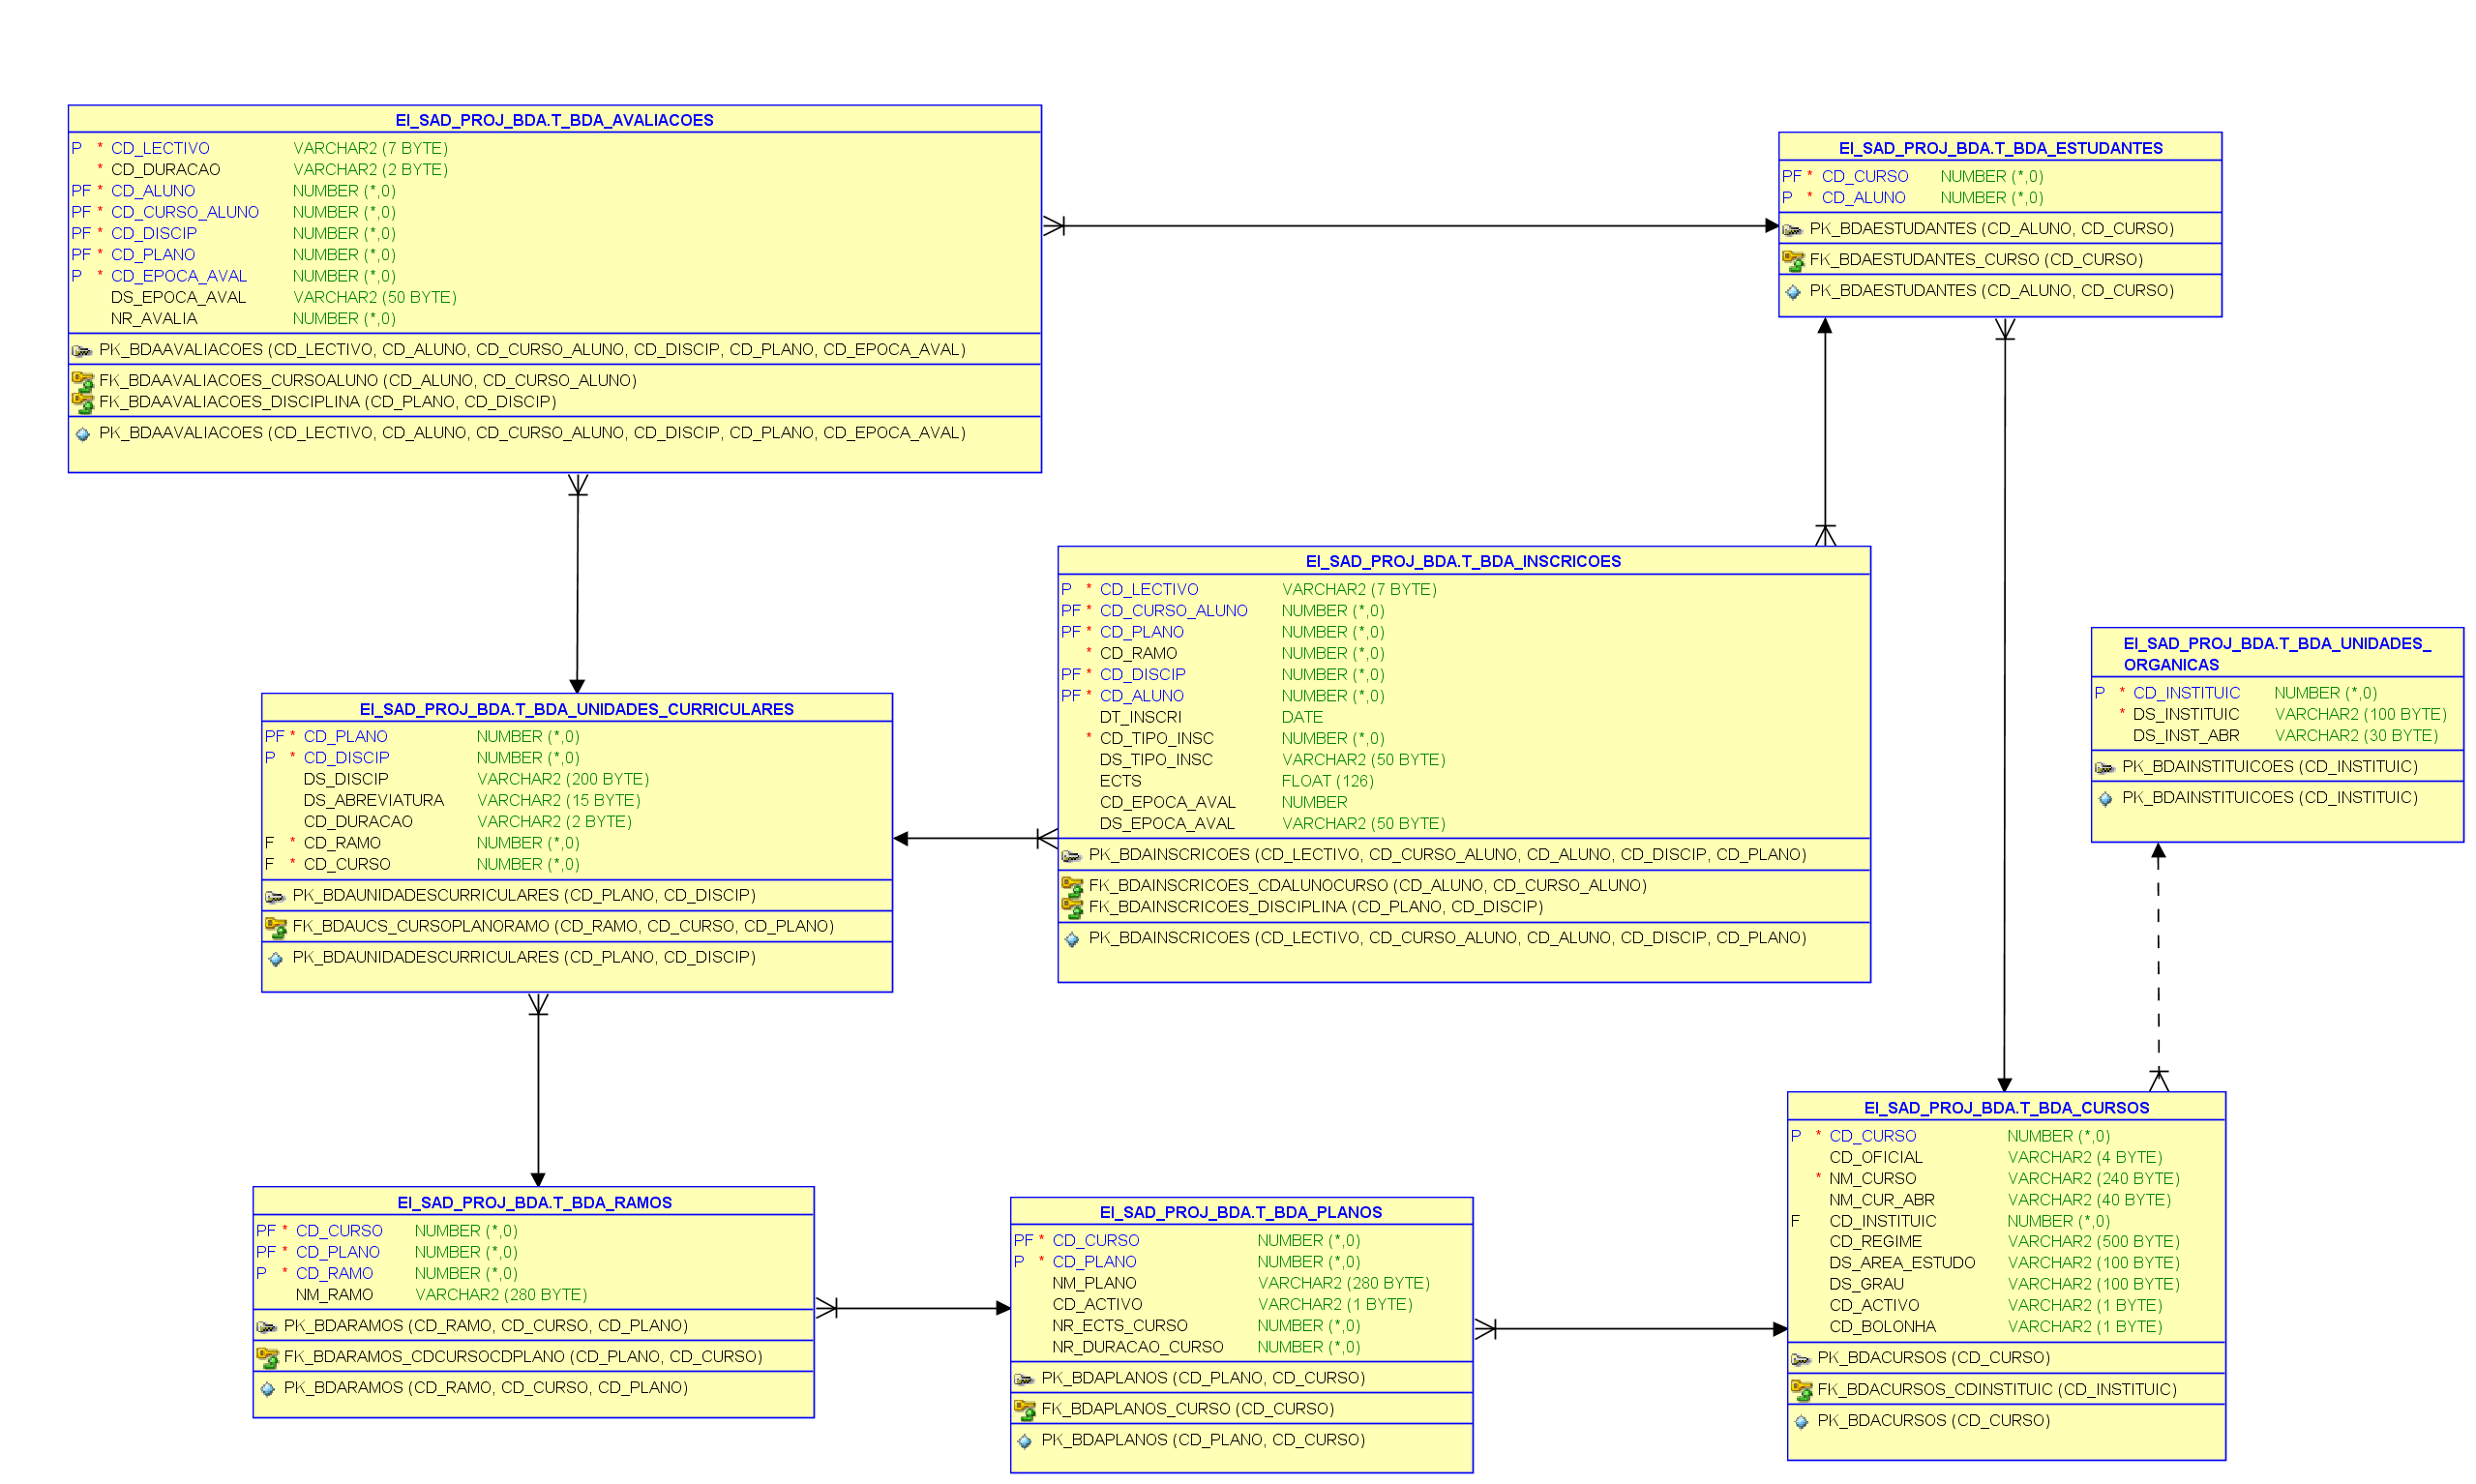 EI_SAD_PROJ_BDA.T_BDA_AVALIACOES
P * CD_LECTIVO VARCHAR2 (7 BYTE)
* CD_DURACAO VARCHAR2 (2 BYTE)
PF * CD_ALUNO NUMBER (*,0)
PF * CD_CURSO_ALUNO NUMBER (*,0)
PF * CD_DISCIP NUMBER (*,0)
PF * CD_PLANO NUMBER (*,0)
P * CD_EPOCA_AVAL NUMBER (*,0)
DS_EPOCA_AVAL VARCHAR2 (50 BYTE)
NR_AVALIA NUMBER (*,0)
PK_BDAAVALIACOES (CD_LECTIVO, CD_ALUNO, CD_CURSO_ALUNO, CD_DISCIP, CD_PLANO, CD_EPOCA_AVAL)
FK_BDAAVALIACOES_CURSOALUNO (CD_ALUNO, CD_CURSO_ALUNO)
FK_BDAAVALIACOES_DISCIPLINA (CD_PLANO, CD_DISCIP)
PK_BDAAVALIACOES (CD_LECTIVO, CD_ALUNO, CD_CURSO_ALUNO, CD_DISCIP, CD_PLANO, CD_EPOCA_AVAL)
EI_SAD_PROJ_BDA.T_BDA_ESTUDANTES
PF * CD_CURSO NUMBER (*,0)
P * CD_ALUNO NUMBER (*,0)
PK_BDAESTUDANTES (CD_ALUNO, CD_CURSO)
FK_BDAESTUDANTES_CURSO (CD_CURSO)
PK_BDAESTUDANTES (CD_ALUNO, CD_CURSO)
EI_SAD_PROJ_BDA.T_BDA_INSCRICOES
P * CD_LECTIVO VARCHAR2 (7 BYTE)
PF * CD_CURSO_ALUNO NUMBER (*,0)
PF * CD_PLANO NUMBER (*,0)
* CD_RAMO NUMBER (*,0)
PF * CD_DISCIP NUMBER (*,0)
PF * CD_ALUNO NUMBER (*,0)
DT_INSCRI DATE
* CD_TIPO_INSC NUMBER (*,0)
DS_TIPO_INSC VARCHAR2 (50 BYTE)
ECTS FLOAT (126)
CD_EPOCA_AVAL NUMBER
DS_EPOCA_AVAL VARCHAR2 (50 BYTE)
PK_BDAINSCRICOES (CD_LECTIVO, CD_CURSO_ALUNO, CD_ALUNO, CD_DISCIP, CD_PLANO)
FK_BDAINSCRICOES_CDALUNOCURSO (CD_ALUNO, CD_CURSO_ALUNO)
FK_BDAINSCRICOES_DISCIPLINA (CD_PLANO, CD_DISCIP)
PK_BDAINSCRICOES (CD_LECTIVO, CD_CURSO_ALUNO, CD_ALUNO, CD_DISCIP, CD_PLANO)
EI_SAD_PROJ_BDA.T_BDA_UNIDADES_
ORGANICAS
P * CD_INSTITUIC NUMBER (*,0)
* DS_INSTITUIC VARCHAR2 (100 BYTE)
DS_INST_ABR VARCHAR2 (30 BYTE)
PK_BDAINSTITUICOES (CD_INSTITUIC)
PK_BDAINSTITUICOES (CD_INSTITUIC)
EI_SAD_PROJ_BDA.T_BDA_UNIDADES_CURRICULARES
PF * CD_PLANO NUMBER (*,0)
P * CD_DISCIP NUMBER (*,0)
DS_DISCIP VARCHAR2 (200 BYTE)
DS_ABREVIATURA VARCHAR2 (15 BYTE)
CD_DURACAO VARCHAR2 (2 BYTE)
F * CD_RAMO NUMBER (*,0)
F * CD_CURSO NUMBER (*,0)
PK_BDAUNIDADESCURRICULARES (CD_PLANO, CD_DISCIP)
FK_BDAUCS_CURSOPLANORAMO (CD_RAMO, CD_CURSO, CD_PLANO)
PK_BDAUNIDADESCURRICULARES (CD_PLANO, CD_DISCIP)
EI_SAD_PROJ_BDA.T_BDA_RAMOS
PF * CD_CURSO NUMBER (*,0)
PF * CD_PLANO NUMBER (*,0)
P * CD_RAMO NUMBER (*,0)
NM_RAMO VARCHAR2 (280 BYTE)
PK_BDARAMOS (CD_RAMO, CD_CURSO, CD_PLANO)
FK_BDARAMOS_CDCURSOCDPLANO (CD_PLANO, CD_CURSO)
PK_BDARAMOS (CD_RAMO, CD_CURSO, CD_PLANO)
EI_SAD_PROJ_BDA.T_BDA_PLANOS
PF * CD_CURSO NUMBER (*,0)
P * CD_PLANO NUMBER (*,0)
NM_PLANO VARCHAR2 (280 BYTE)
CD_ACTIVO VARCHAR2 (1 BYTE)
NR_ECTS_CURSO NUMBER (*,0)
NR_DURACAO_CURSO NUMBER (*,0)
PK_BDAPLANOS (CD_PLANO, CD_CURSO)
FK_BDAPLANOS_CURSO (CD_CURSO)
PK_BDAPLANOS (CD_PLANO, CD_CURSO)
EI_SAD_PROJ_BDA.T_BDA_CURSOS
P * CD_CURSO NUMBER (*,0)
CD_OFICIAL VARCHAR2 (4 BYTE)
* NM_CURSO VARCHAR2 (240 BYTE)
NM_CUR_ABR VARCHAR2 (40 BYTE)
F CD_INSTITUIC NUMBER (*,0)
CD_REGIME VARCHAR2 (500 BYTE)
DS_AREA_ESTUDO VARCHAR2 (100 BYTE)
DS_GRAU VARCHAR2 (100 BYTE)
CD_ACTIVO VARCHAR2 (1 BYTE)
CD_BOLONHA VARCHAR2 (1 BYTE)
PK_BDACURSOS (CD_CURSO)
FK_BDACURSOS_CDINSTITUIC (CD_INSTITUIC)
PK_BDACURSOS (CD_CURSO)